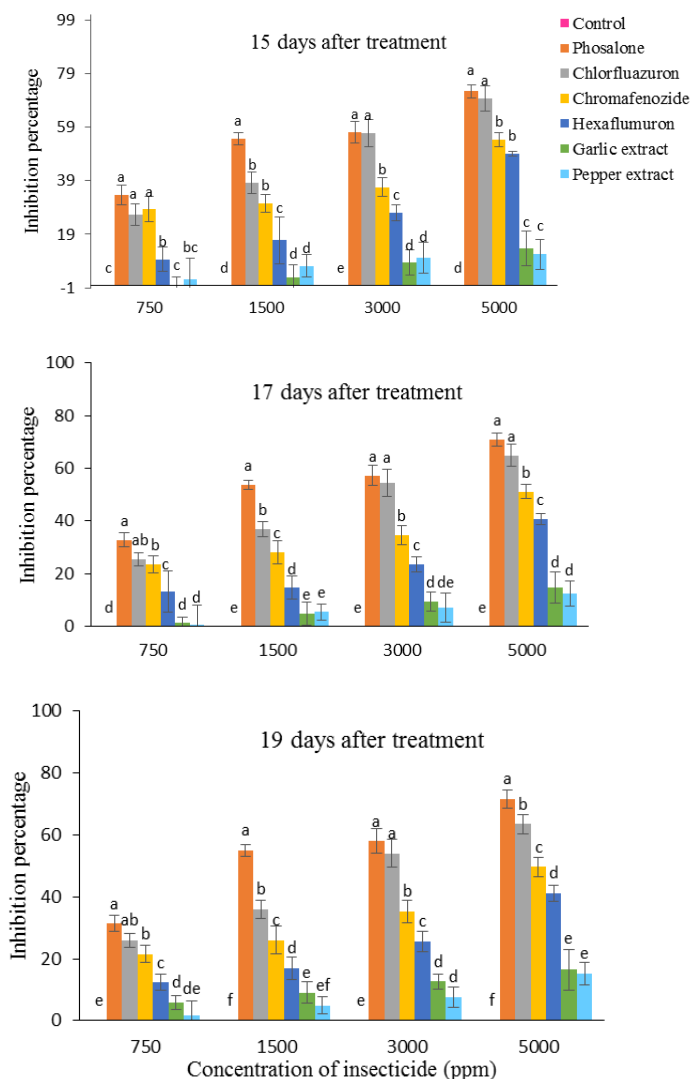 15 days after treatment
Control
Phosalone
Chlorfluazuron
Chromafenozide
Hexaflumuron
Garlic extract
Pepper extract
Inhibition percentage
99
79
59
39
19
-1
c a a a b c bc
d a b b c d d
e a a b c d d
d a a b b c c
750 1500 3000 5000
17 days after treatment
Inhibition percentage
100
80
60
40
20
0
d a ab b c d d
e a b c d e e
e a a b c d de
e a a b c d d
750 1500 3000 5000
19 days after treatment
Inhibition percentage
100
80
60
40
20
0
e a ab b c d de
f a b c d e ef
e a a b c d d
f a b c d e e
750 1500 3000 5000
Concentration of insecticide (ppm)